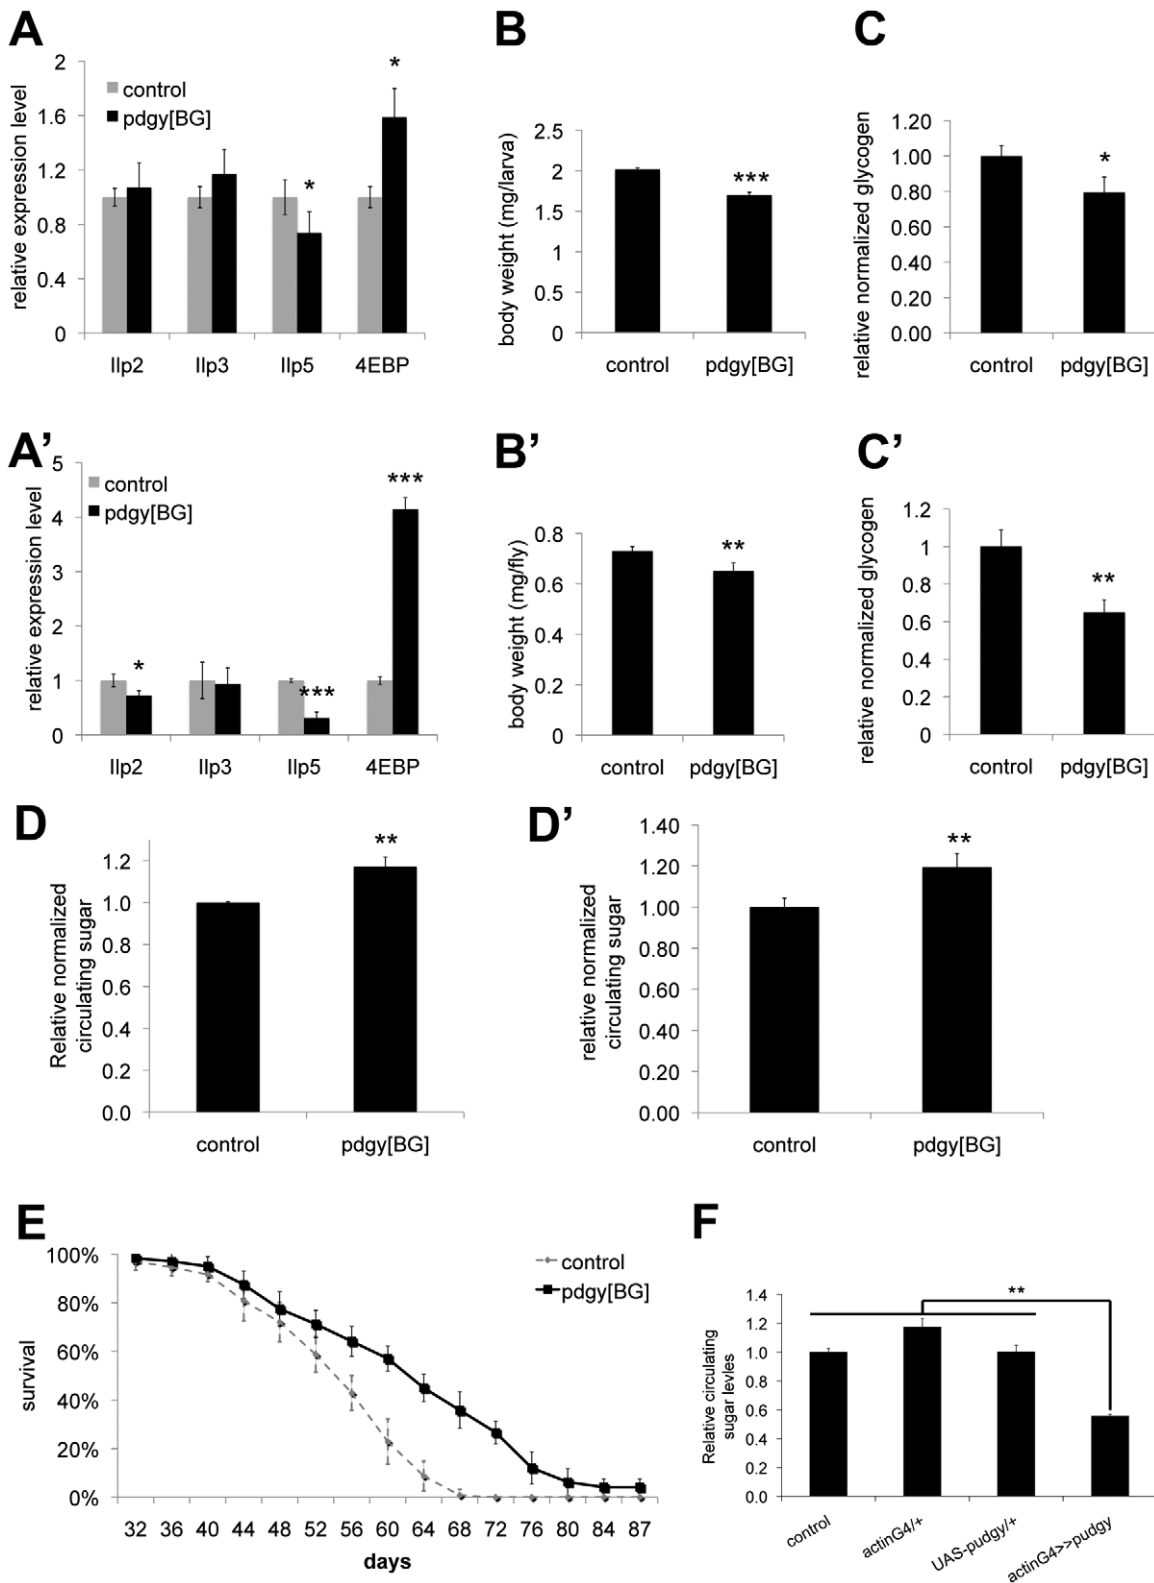 A
relative expression level
2
1.6
1.2
0.8
0.4
0
control
pdgy[BG]
*
*
Ilp2 Ilp3 Ilp5 4EBP
B
body weight (mg/larva)
2.5
2
1.5
1
0.5
0
***
control pdgy[BG]
C
relative normalized glycogen
1.20
1.00
0.80
0.60
0.40
0.20
0.00
*
control pdgy[BG]
A’
relative expression level
5
4
3
2
1
0
control
pdgy[BG]
*
***
***
Ilp2 Ilp3 Ilp5 4EBP
B’
body weight (mg/fly)
0.8
0.6
0.4
0.2
0
**
control pdgy[BG]
C’
relative normalized glycogen
1.2
1
0.8
0.6
0.4
0.2
0
**
control pdgy[BG]
D
Relative normalized
circulating sugar
1.2
1.0
0.8
0.6
0.4
0.2
0.0
**
control pdgy[BG]
D’
relative normalized
circulating sugar
1.40
1.20
1.00
0.80
0.60
0.40
0.20
0.00
**
control pdgy[BG]
E
survival
100%
80%
60%
40%
20%
0%
control
pdgy[BG]
32 36 40 44 48 52 56 60 64 68 72 76 80 84 87
days
F
Relative circulating
sugar levles
1.4
1.2
1.0
0.8
0.6
0.4
0.2
0.0
**
control
actinG4/+
UAS-pudgy/+
actinG4>>pudgy